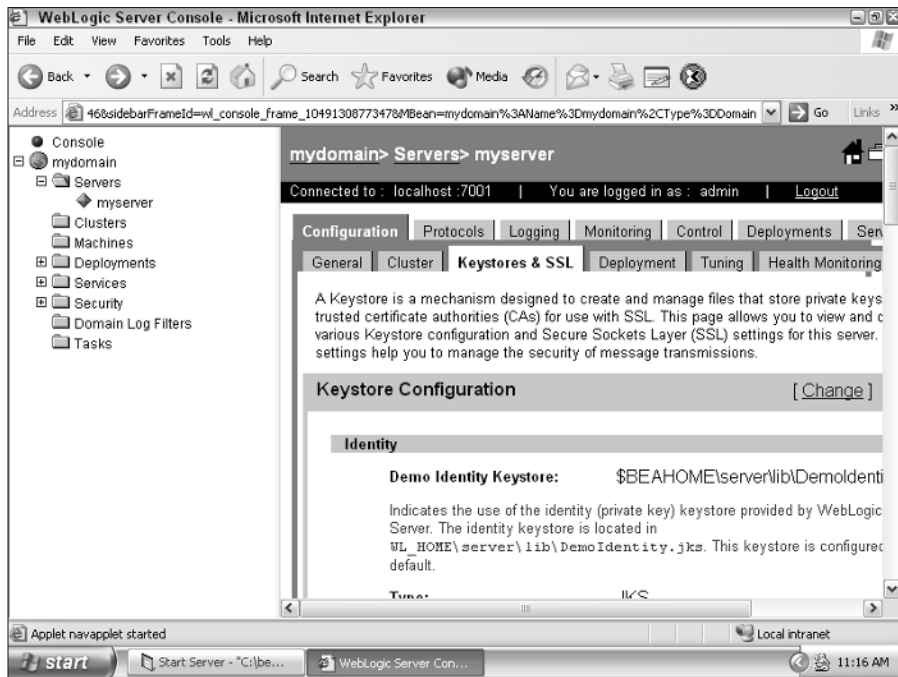 WebLogic Server Console - Microsoft Internet Explorer
File Edit View Favorites Tools Help
Back Search Favorites Media
Address 46&sidebarFrameId=wl_console_frame_1049130877347&MBean=mydomain%3AName%3Dmydomain%2CType%3DDomain Go Links »
Console
mydomain
Servers
myserver
Clusters
Machines
Deployments
Services
Security
Domain Log Filters
Tasks
mydomain> Servers> myserver
Connected to : localhost :7001 | You are logged in as : admin | Logout
Configuration Protocols Logging Monitoring Control Deployments Serv
General Cluster Keystores & SSL Deployment Tuning Health Monitoring
A Keystore is a mechanism designed to create and manage files that store private keys
trusted certificate authorities (CAs) for use with SSL. This page allows you to view and
various Keystore configuration and Secure Sockets Layer (SSL) settings for this server.
settings help you to manage the security of message transmissions.
Keystore Configuration [ Change ]
Identity
Demo Identity Keystore: $BEAHOME\server\lib\DemoIdenti
Indicates the use of the identity (private key) keystore provided by WebLogic
Server. The identity keystore is located in
WL_HOME\server\lib\DemoIdentity.jks. This keystore is configured
default.
Type: JKS
Applet navapplet started Local intranet
start Start Server - "C:\be... WebLogic Server Con... 11:16 AM